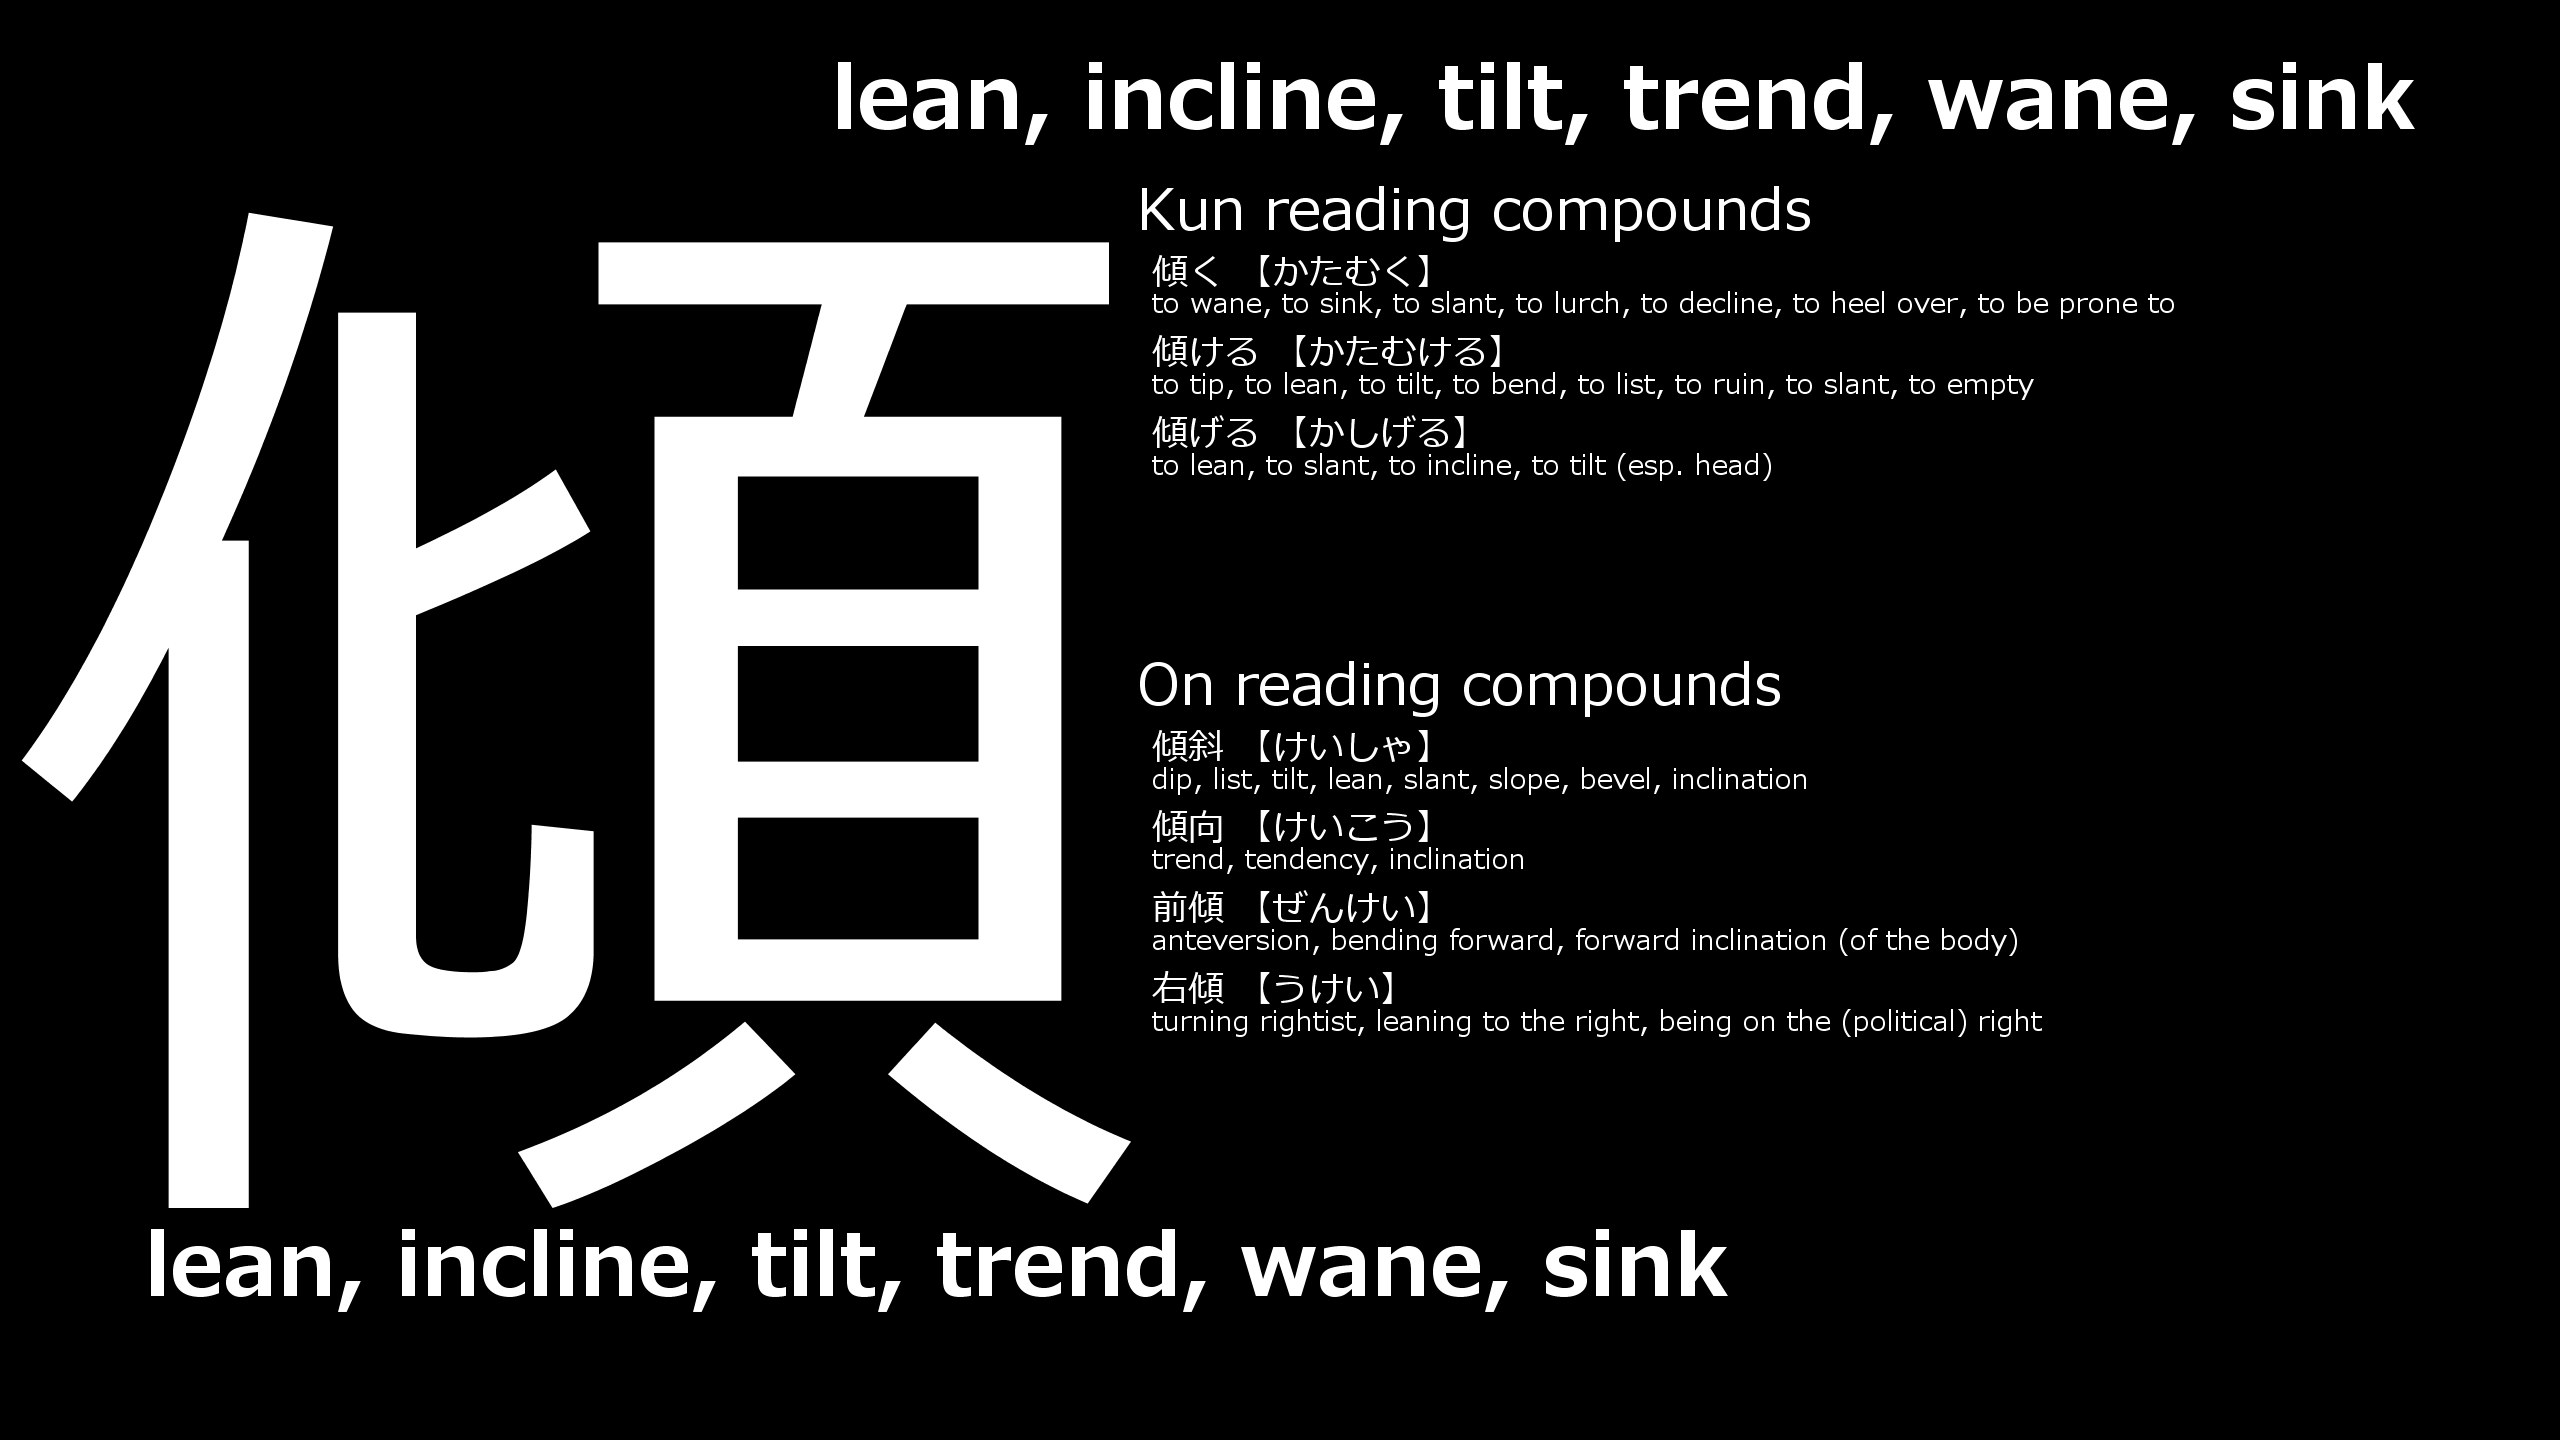 lean, incline, tilt, trend, wane, sink
傾
Kun reading compounds
傾く 【かたむく】
to wane, to sink, to slant, to lurch, to decline, to heel over, to be prone to
傾ける 【かたむける】
to tip, to lean, to tilt, to bend, to list, to ruin, to slant, to empty
傾げる 【かしげる】
to lean, to slant, to incline, to tilt (esp. head)
On reading compounds
傾斜 【けいしゃ】
dip, list, tilt, lean, slant, slope, bevel, inclination
傾向 【けいこう】
trend, tendency, inclination
前傾 【ぜんけい】
anteversion, bending forward, forward inclination (of the body)
右傾 【うけい】
turning rightist, leaning to the right, being on the (political) right
lean, incline, tilt, trend, wane, sink